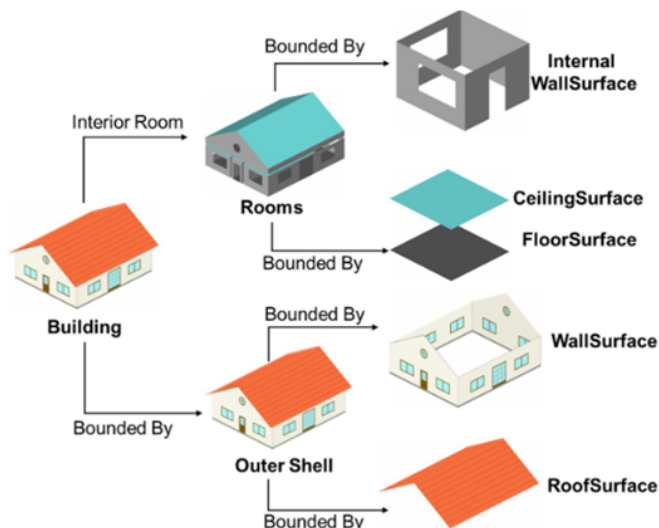 Bounded By
Internal
WallSurface
Interior Room
Rooms
CeilingSurface
FloorSurface
Bounded By
Building
Bounded By
WallSurface
Bounded By
Outer Shell
RoofSurface
Bounded By